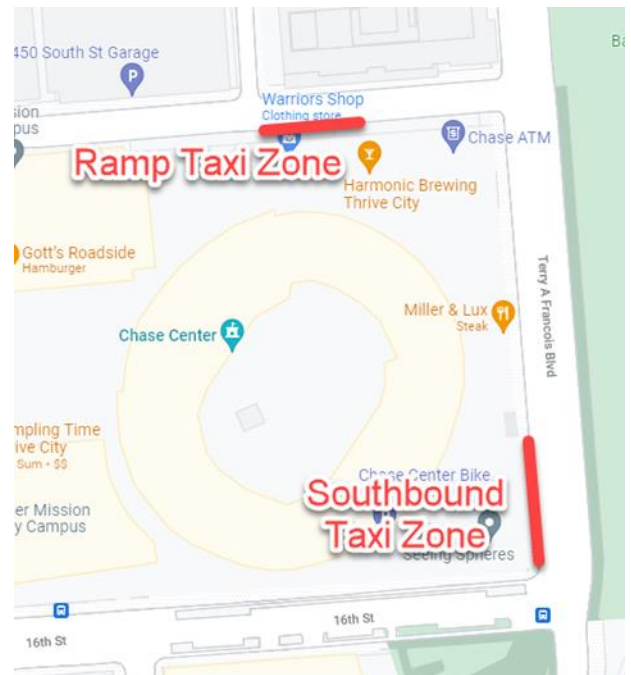 Ba
450 South St Garage
P
Warriors Shop
Clothing store
sion
pus
$
Chase ATM
Ramp Taxi Zone
Harmonic Brewing
Thrive City
Gott's Roadside
Hamburger
Terry A Francois Blvd
Miller & Lux
Steak
Chase Center
mpling Time
ive City
Sum • $$
Chase Center Bike
Southbound
Taxi Zone
er Mission
y Campus
Seeing Spheres
16th St
16th St